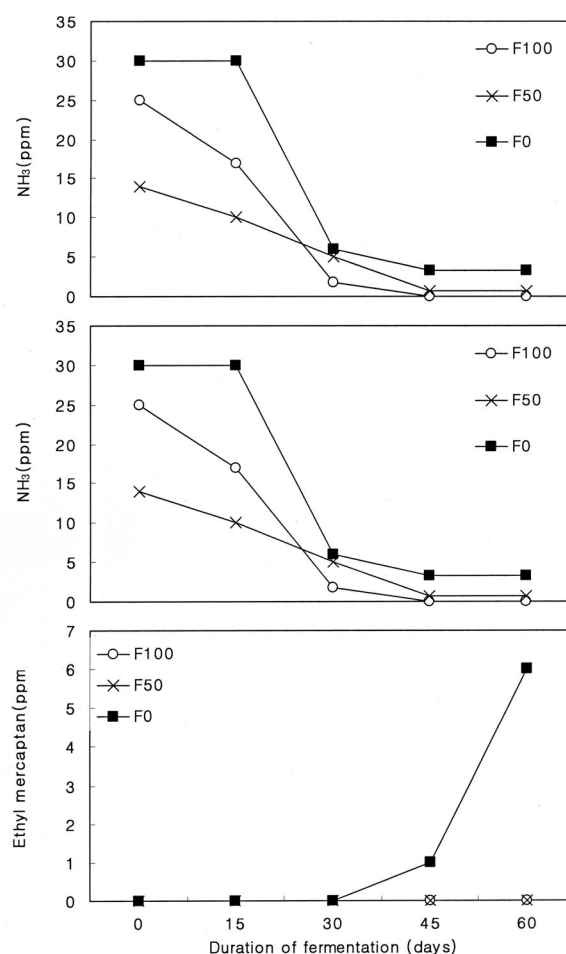 35
30
25
20
15
10
5
0
NH₃(ppm)
F100
F50
F0
35
30
25
20
15
10
5
0
NH₃(ppm)
F100
F50
F0
7
6
5
4
3
2
1
0
Ethyl mercaptan(ppm
F100
F50
F0
0 15 30 45 60
Duration of fermentation (days)